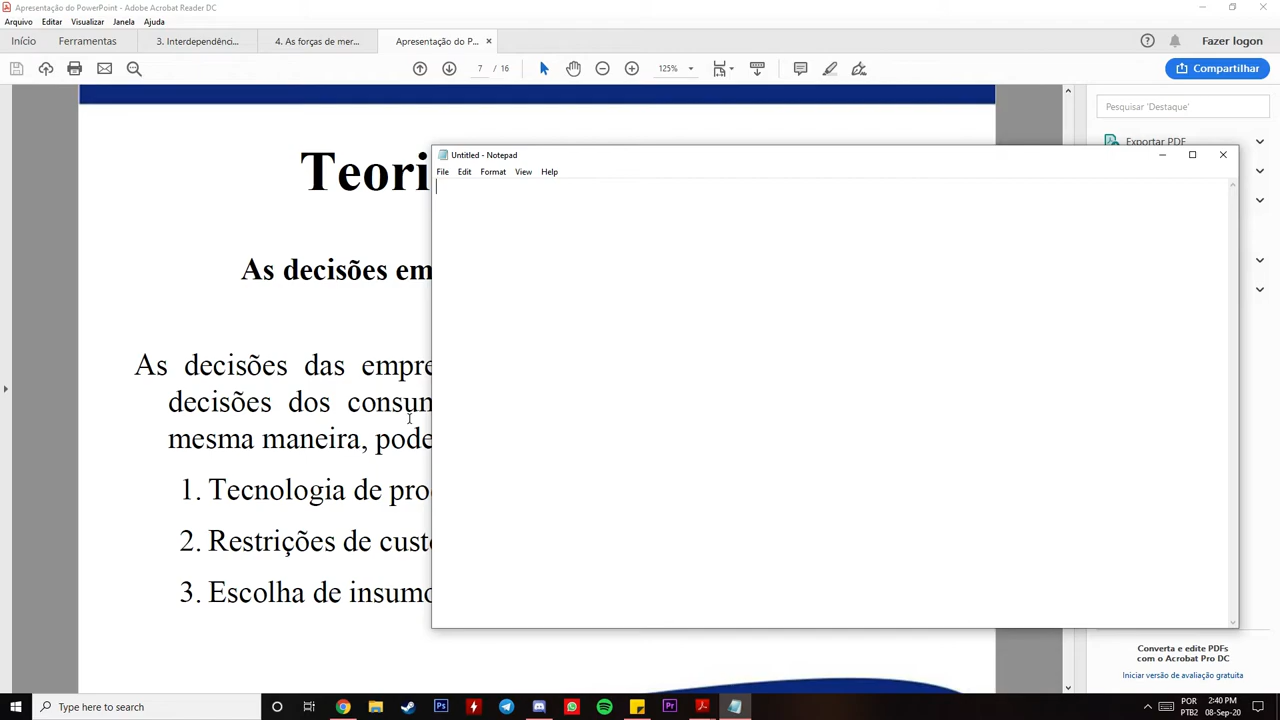 Apresentação do PowerPoint - Adobe Acrobat Reader DC
Arquivo Editar Visualizar Janela Ajuda
Início Ferramentas 3. Interdependênci... 4. As forças de mer... Apresentação do P... × Fazer logon
7 / 16 125% Compartilhar
Pesquisar 'Destaque'
Exportar PDF
Teori
Untitled - Notepad
File Edit Format View Help
As decisões em
As decisões das empre
decisões dos consum
mesma maneira, pode
1. Tecnologia de pro
2. Restrições de custo
3. Escolha de insumo
Converta e edite PDFs
com o Acrobat Pro DC
Iniciar versão de avaliação gratuita
Type here to search
POR
PTB2
2:40 PM
08-Sep-20